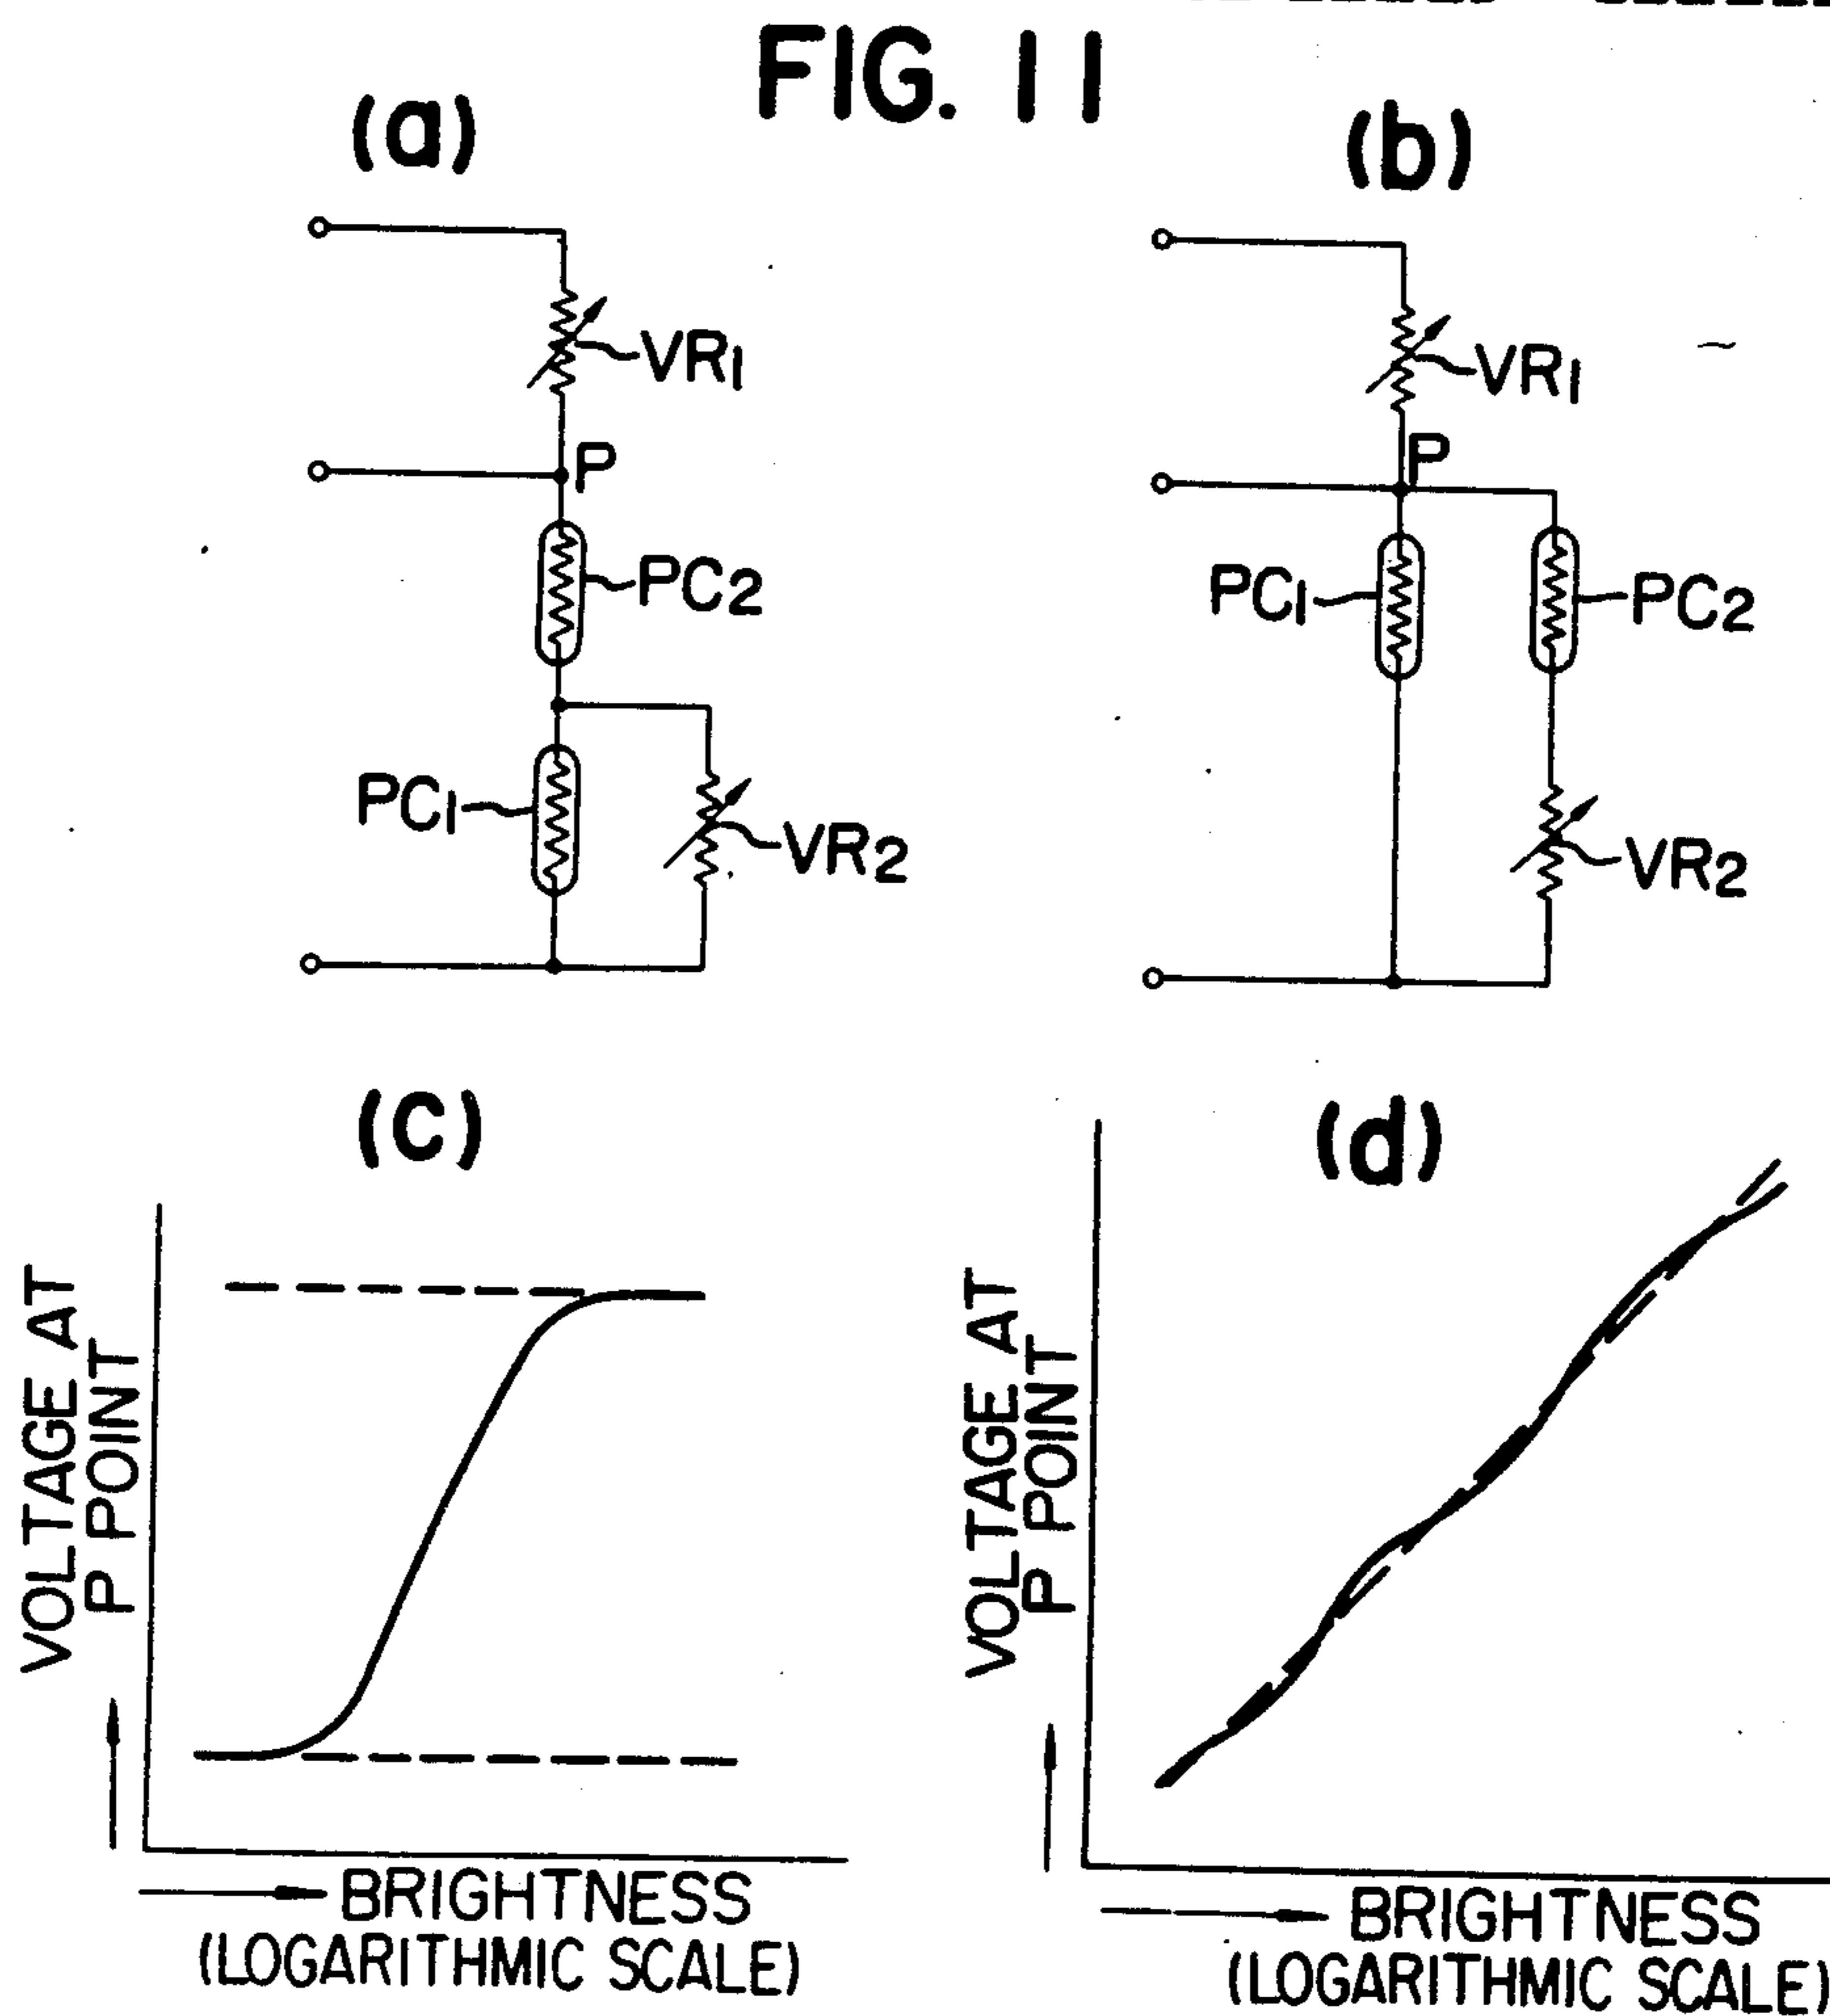 FIG. 11
(a)
VR1
P
PC2
PC1
VR2
(b)
VR1
P
PC1
PC2
VR2
(c)
VOLTAGE AT
P POINT
BRIGHTNESS
(LOGARITHMIC SCALE)
(d)
VOLTAGE AT
P POINT
BRIGHTNESS
(LOGARITHMIC SCALE)